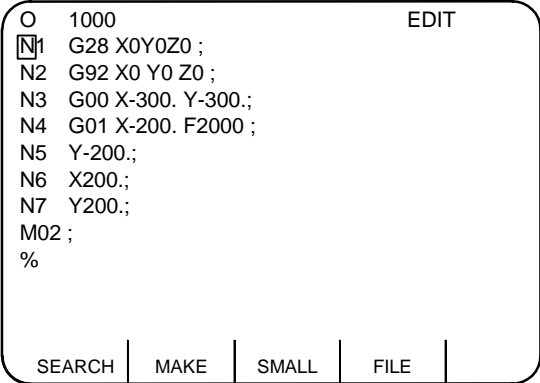 O 1000 EDIT
N1 G28 X0Y0Z0 ;
N2 G92 X0 Y0 Z0 ;
N3 G00 X-300. Y-300.;
N4 G01 X-200. F2000 ;
N5 Y-200.;
N6 X200.;
N7 Y200.;
M02 ;
%
SEARCH MAKE SMALL FILE